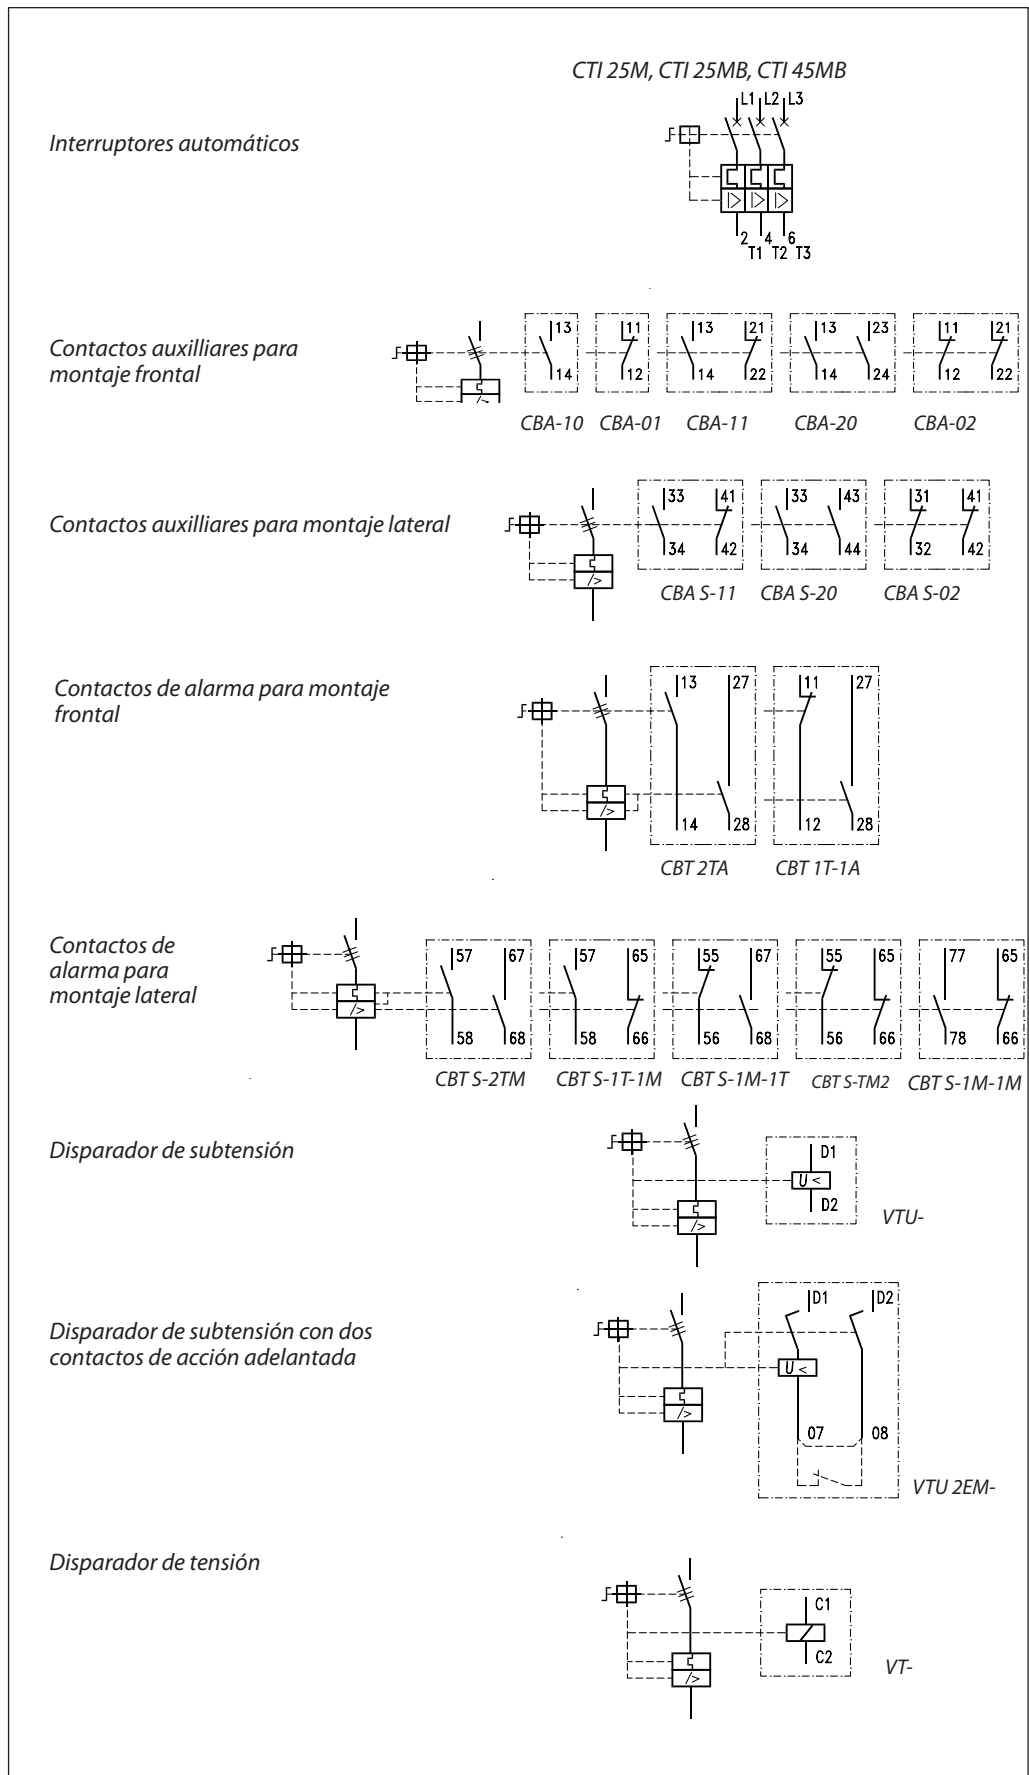 CTI 25M, CTI 25MB, CTI 45MB
L1 L2 L3
Interruptores automáticos
2 4 6
T1 T2 T3
Contactos auxilliares para
montaje frontal
13 11 13 21 13 23 11 21
14 12 14 22 14 24 12 22
CBA-10 CBA-01 CBA-11 CBA-20 CBA-02
Contactos auxilliares para montaje lateral
33 41 33 43 31 41
34 42 34 44 32 42
CBA S-11 CBA S-20 CBA S-02
Contactos de alarma para montaje
frontal
13 27 11 27
14 28 12 28
CBT 2TA CBT 1T-1A
Contactos de
alarma para
montaje lateral
57 67 57 65 55 67 55 65 77 65
58 68 58 66 56 68 56 66 78 66
CBT S-2TM CBT S-1T-1M CBT S-1M-1T CBT S-TM2 CBT S-1M-1M
Disparador de subtensión
D1
U <
D2
VTU-
Disparador de subtensión con dos
contactos de acción adelantada
D1 D2
U <
07 08
VTU 2EM-
Disparador de tensión
C1
C2
VT-